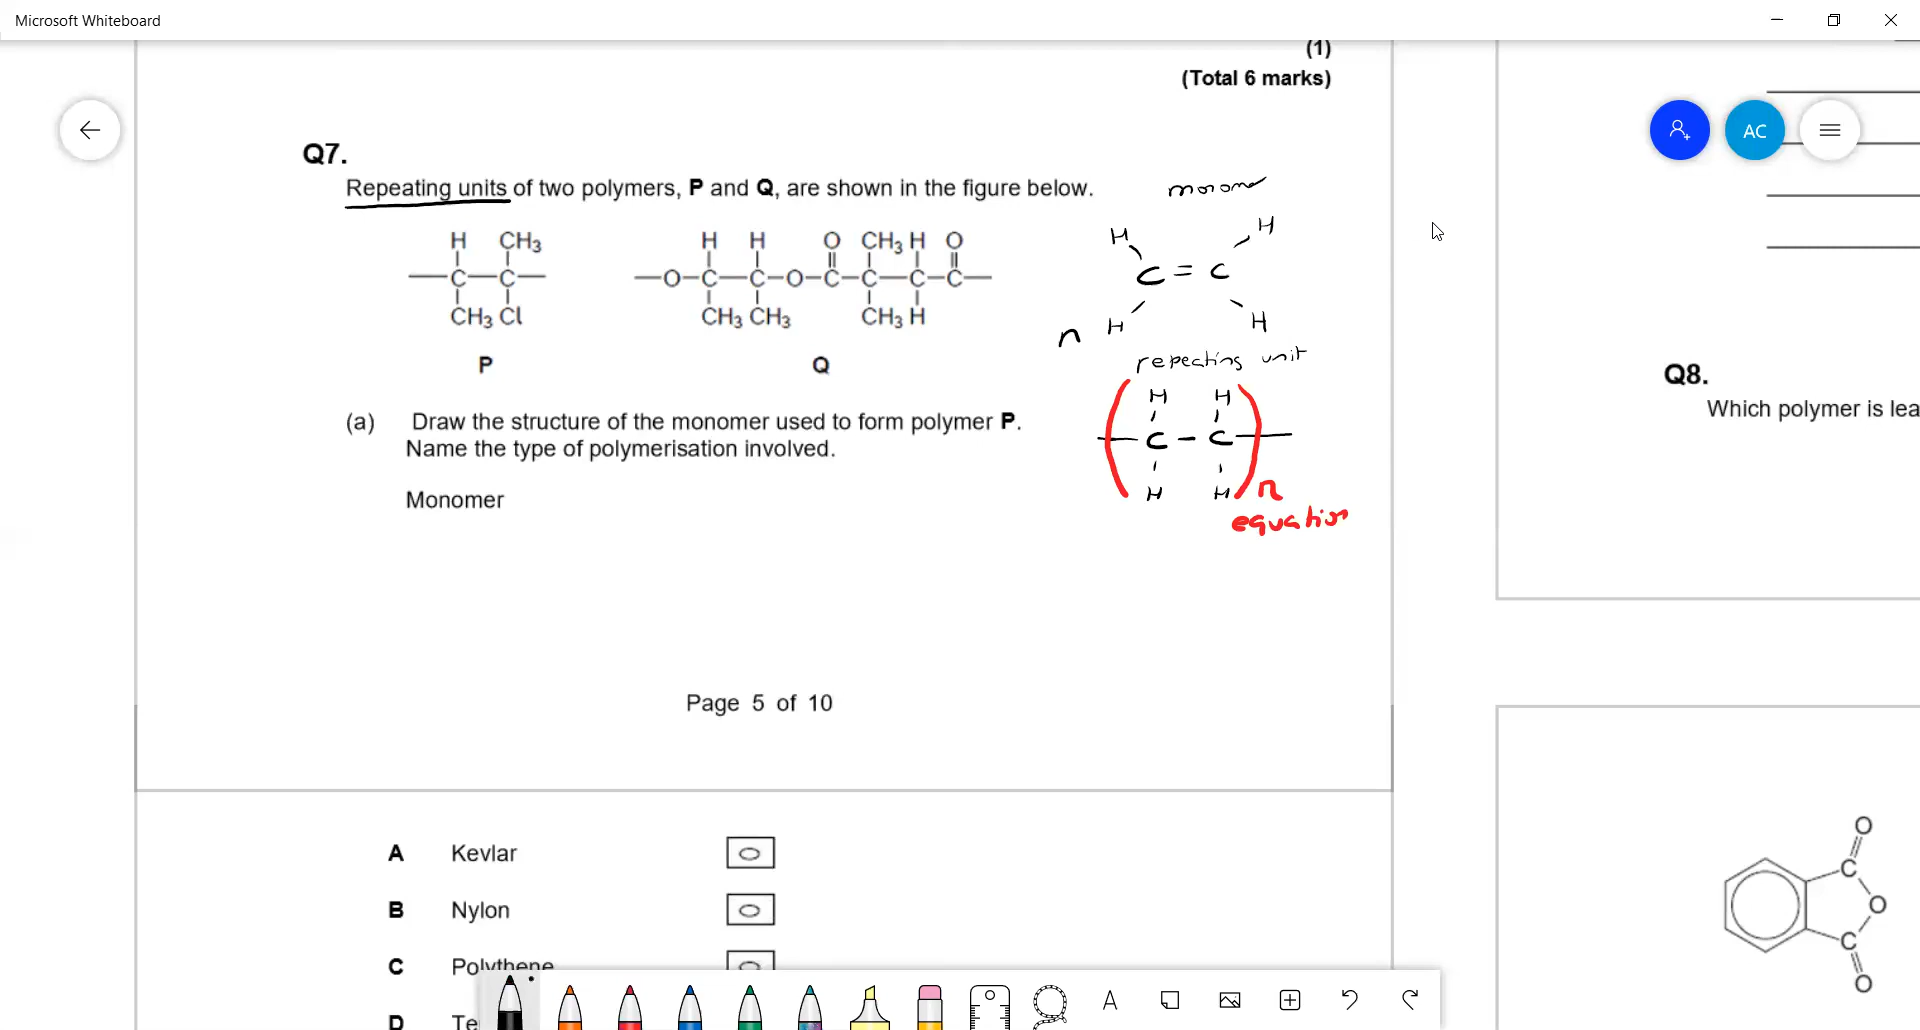 Microsoft Whiteboard
(1)
(Total 6 marks)
AC
Q7.
Repeating units of two polymers, P and Q, are shown in the figure below.
monomer
H CH3
C C
CH3 Cl
P
H H O CH3 H O
O C C O C C C C
CH3 CH3 CH3 H
Q
H H
C = C
n H H
repeating unit
H H
C - C
H H n
equation
(a) Draw the structure of the monomer used to form polymer P.
Name the type of polymerisation involved.
Monomer
Page 5 of 10
Q8.
Which polymer is lea
A Kevlar
B Nylon
C Polythene
D Te
O
C
O
C
O
A